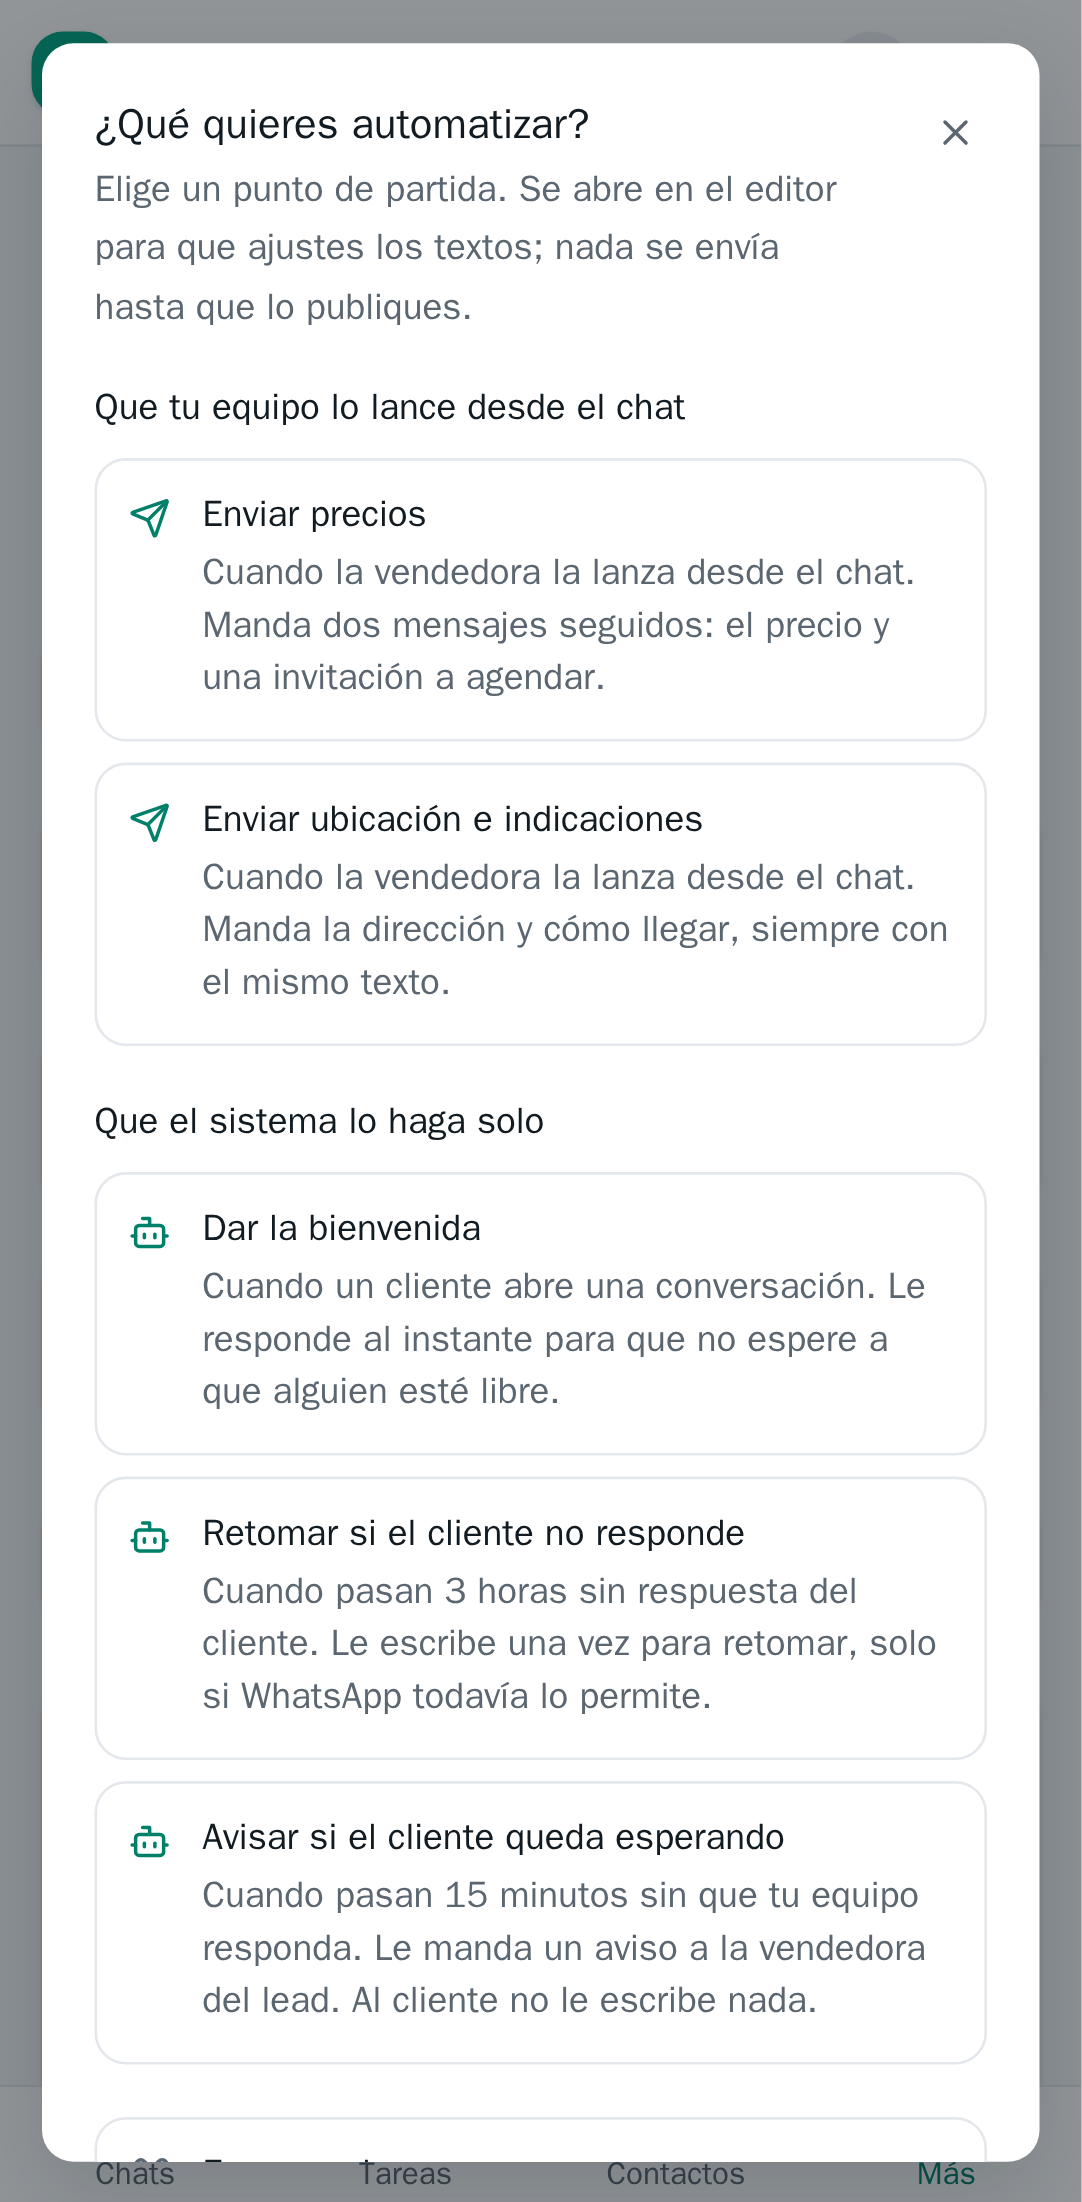 ¿Qué quieres automatizar?
Elige un punto de partida. Se abre en el editor
para que ajustes los textos; nada se envía
hasta que lo publiques.
Que tu equipo lo lance desde el chat
Enviar precios
Cuando la vendedora la lanza desde el chat.
Manda dos mensajes seguidos: el precio y
una invitación a agendar.
Enviar ubicación e indicaciones
Cuando la vendedora la lanza desde el chat.
Manda la dirección y cómo llegar, siempre con
el mismo texto.
Que el sistema lo haga solo
Dar la bienvenida
Cuando un cliente abre una conversación. Le
responde al instante para que no espere a
que alguien esté libre.
Retomar si el cliente no responde
Cuando pasan 3 horas sin respuesta del
cliente. Le escribe una vez para retomar, solo
si WhatsApp todavía lo permite.
Avisar si el cliente queda esperando
Cuando pasan 15 minutos sin que tu equipo
responda. Le manda un aviso a la vendedora
del lead. Al cliente no le escribe nada.
Chats
Tareas
Contactos
Más